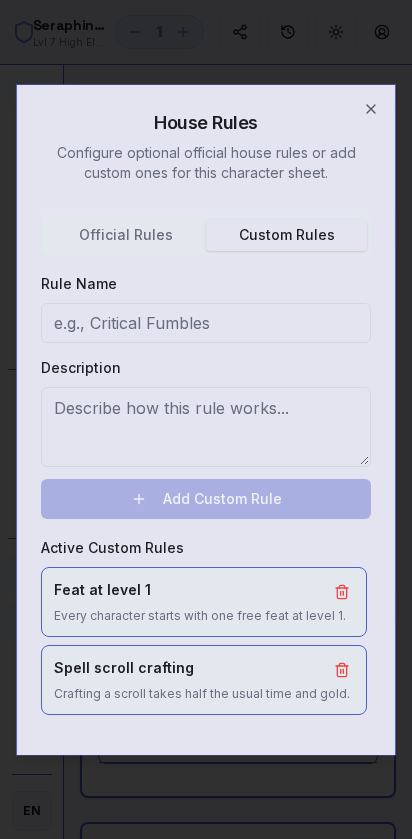 Seraphin...
Lvl 7 High El...
1
House Rules
Configure optional official house rules or add
custom ones for this character sheet.
Official Rules
Custom Rules
Rule Name
e.g., Critical Fumbles
Description
Describe how this rule works...
Add Custom Rule
Active Custom Rules
Feat at level 1
Every character starts with one free feat at level 1.
Spell scroll crafting
Crafting a scroll takes half the usual time and gold.
EN